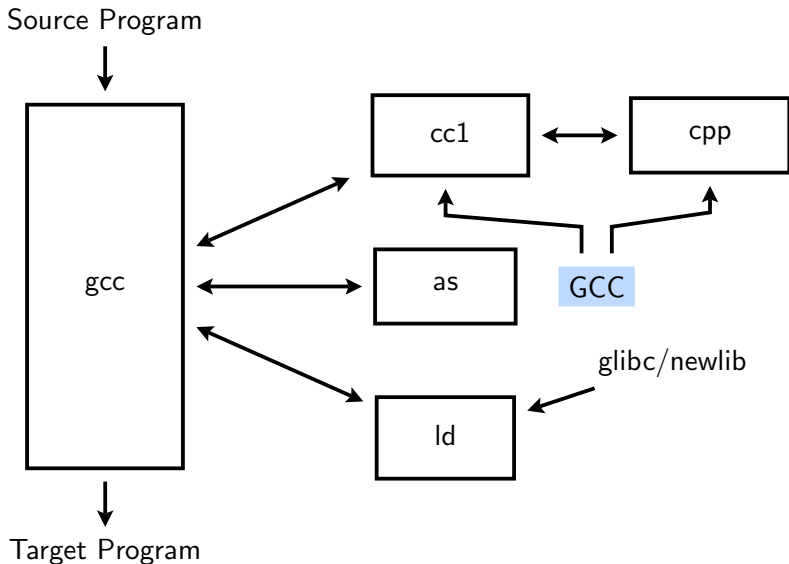 Source Program
cc1
cpp
gcc
as
GCC
glibc/newlib
ld
Target Program